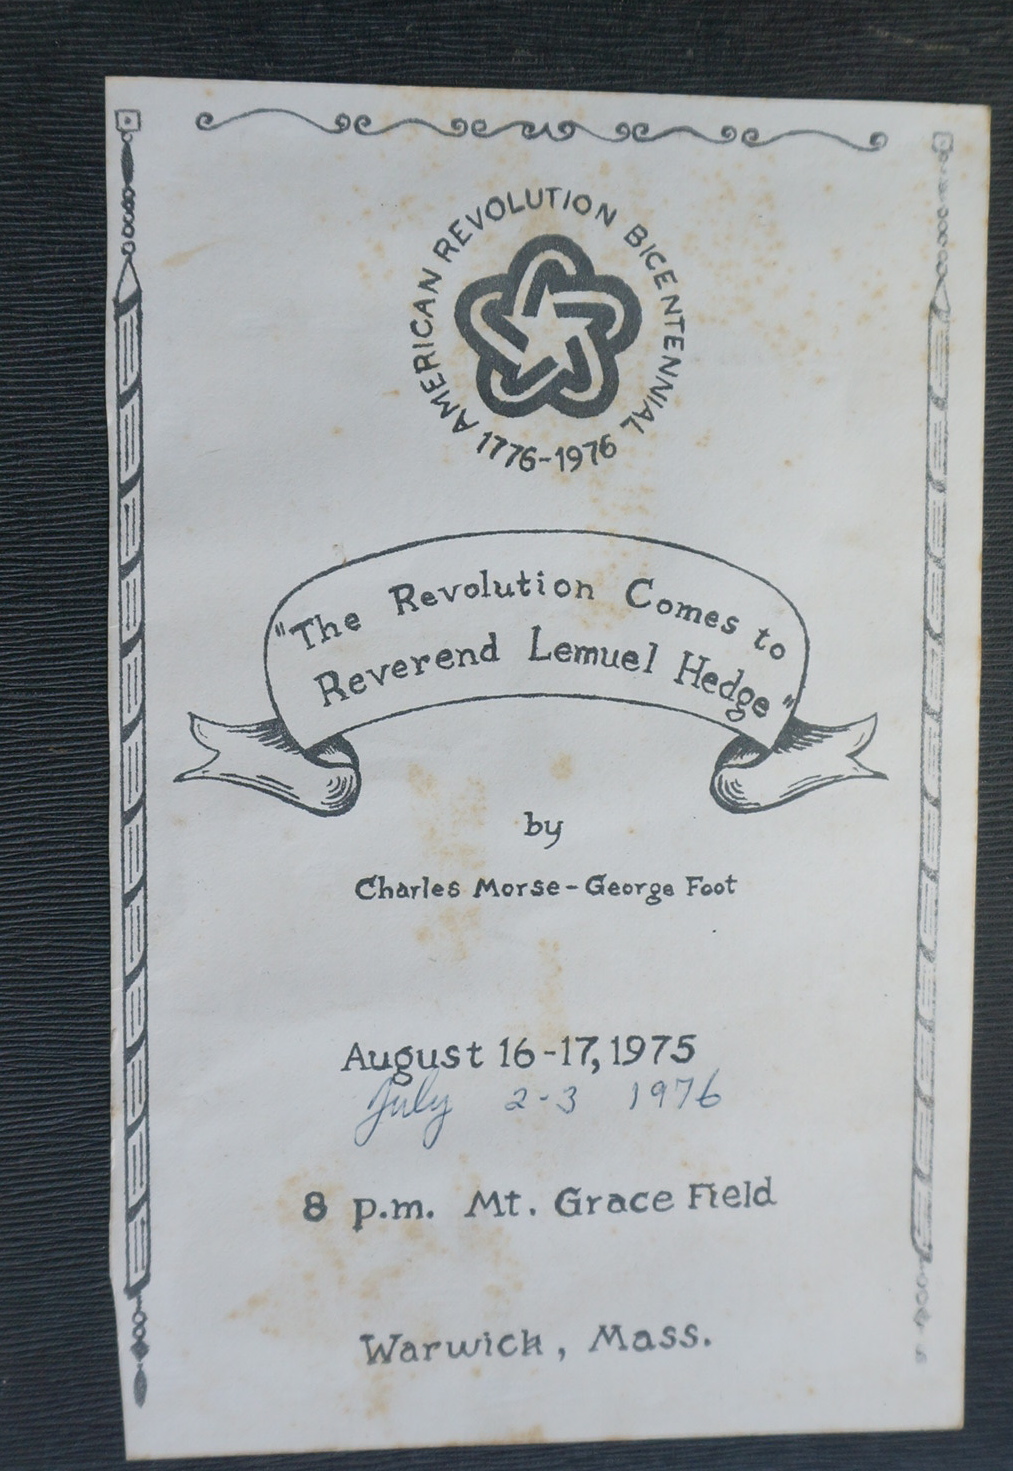 AMERICAN REVOLUTION BICENTENNIAL
1776-1976
"The Revolution Comes to
Reverend Lemuel Hedge"
by
Charles Morse-George Foot
August 16-17, 1975
July 2-3 1976
8 p.m. Mt. Grace Field
Warwick, Mass.